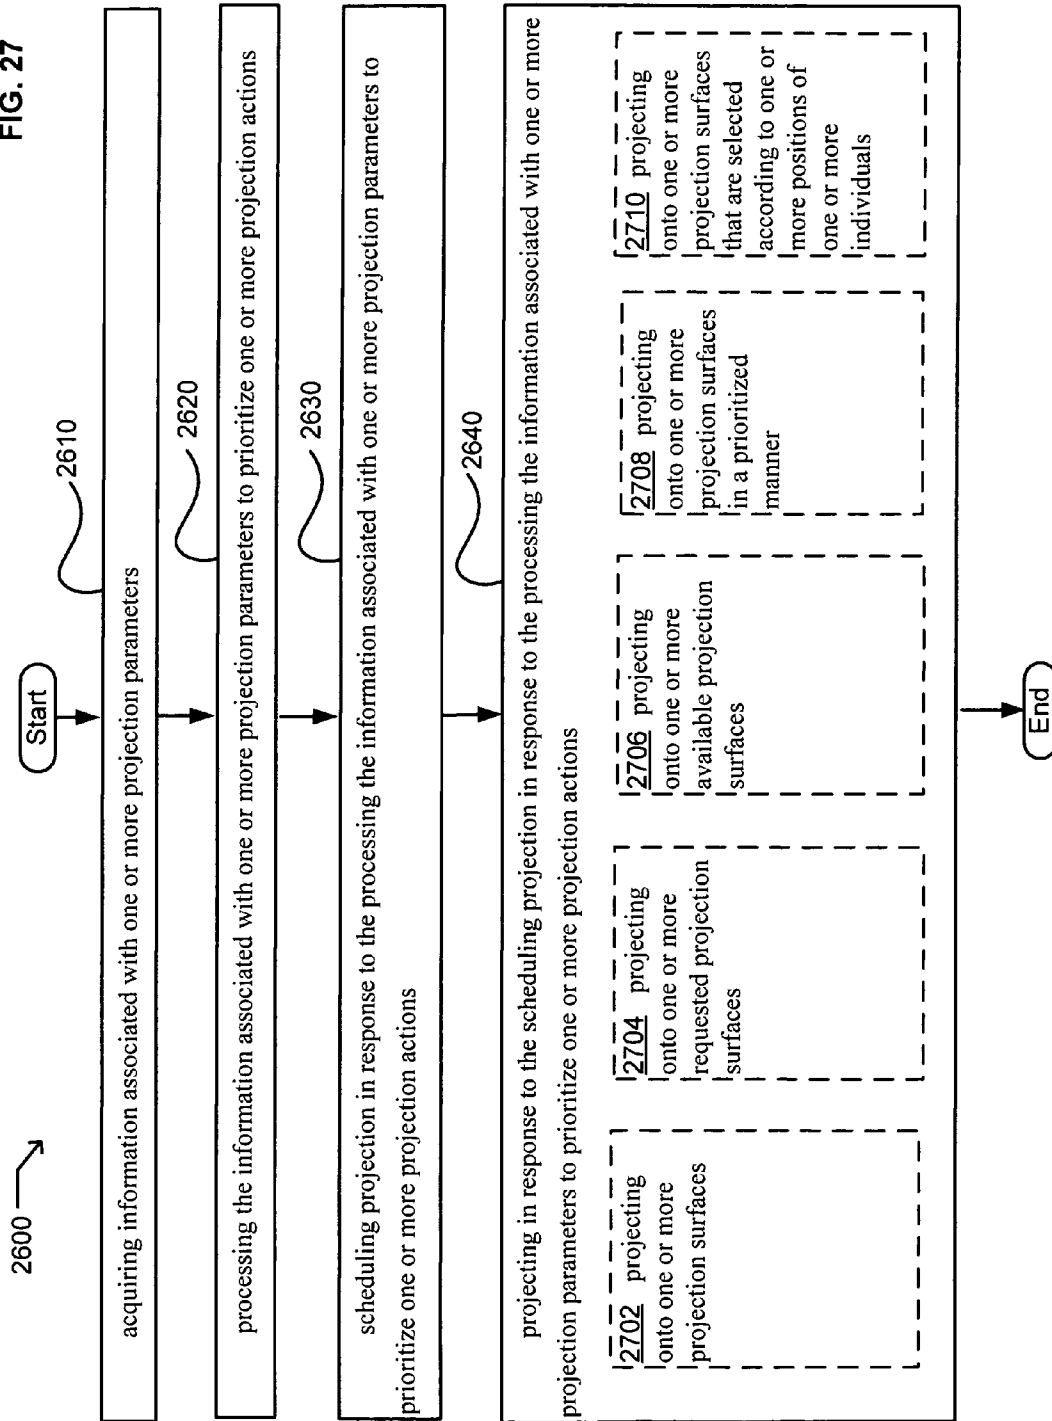 FIG. 27
2600
Start
2610
acquiring information associated with one or more projection parameters
2620
processing the information associated with one or more projection parameters to prioritize one or more projection actions
2630
scheduling projection in response to the processing the information associated with one or more projection parameters to
prioritize one or more projection actions
2640
projecting in response to the scheduling projection in response to the processing the information associated with one or more
projection parameters to prioritize one or more projection actions
2702 projecting
onto one or more
projection surfaces
2704 projecting
onto one or more
requested projection
surfaces
2706 projecting
onto one or more
available projection
surfaces
2708 projecting
onto one or more
projection surfaces
in a prioritized
manner
2710 projecting
onto one or more
projection surfaces
that are selected
according to one or
more positions of
one or more
individuals
End